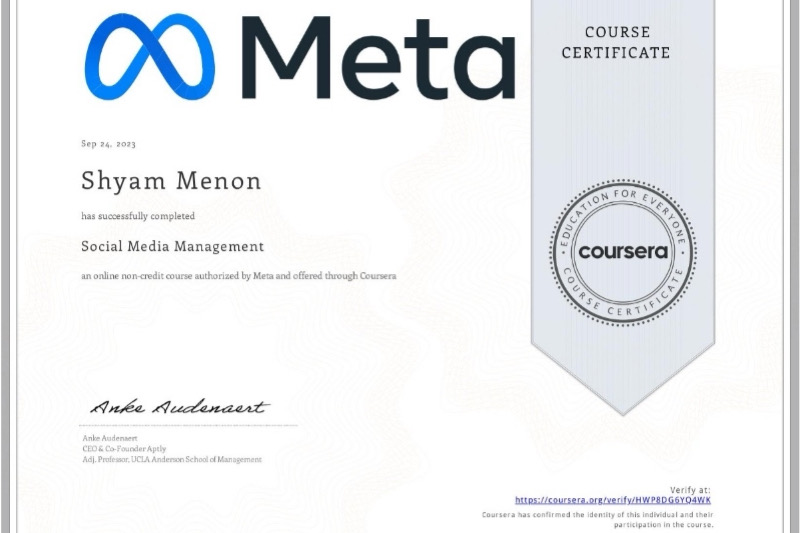 Meta
COURSE
CERTIFICATE
Sep 24, 2023
Shyam Menon
has successfully completed
Social Media Management
an online non-credit course authorized by Meta and offered through Coursera
EDUCATION FOR EVERYONE
coursera
COURSE CERTIFICATE
Anke Audenaert
Anke Audenaert
CEO & Co-Founder Aptly
Adj. Professor, UCLA Anderson School of Management
Verify at:
https://coursera.org/verify/HWP8DG6YQ4WK
Coursera has confirmed the identity of this individual and their
participation in the course.